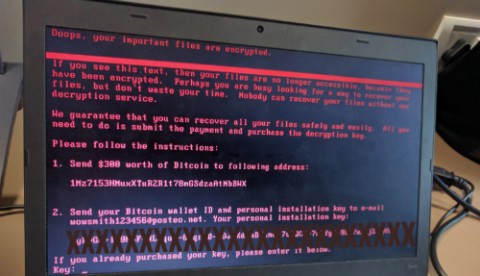 Ooops, your important files are encrypted.
If you see this text, then your files are no longer accessible, because they
have been encrypted. Perhaps you are busy looking for a way to recover your
files, but don't waste your time. Nobody can recover your files without our
decryption service.
We guarantee that you can recover all your files safely and easily. All you
need to do is submit the payment and purchase the decryption key.
Please follow the instructions:
1. Send $300 worth of Bitcoin to following address:
1Mz7153HMuxXTuR2R1t78mGSdzaAtNbBWX
2. Send your Bitcoin wallet ID and personal installation key to e-mail
wowsmith123456@posteo.net. Your personal installation key:
If you already purchased your key, please enter it below.
Key: